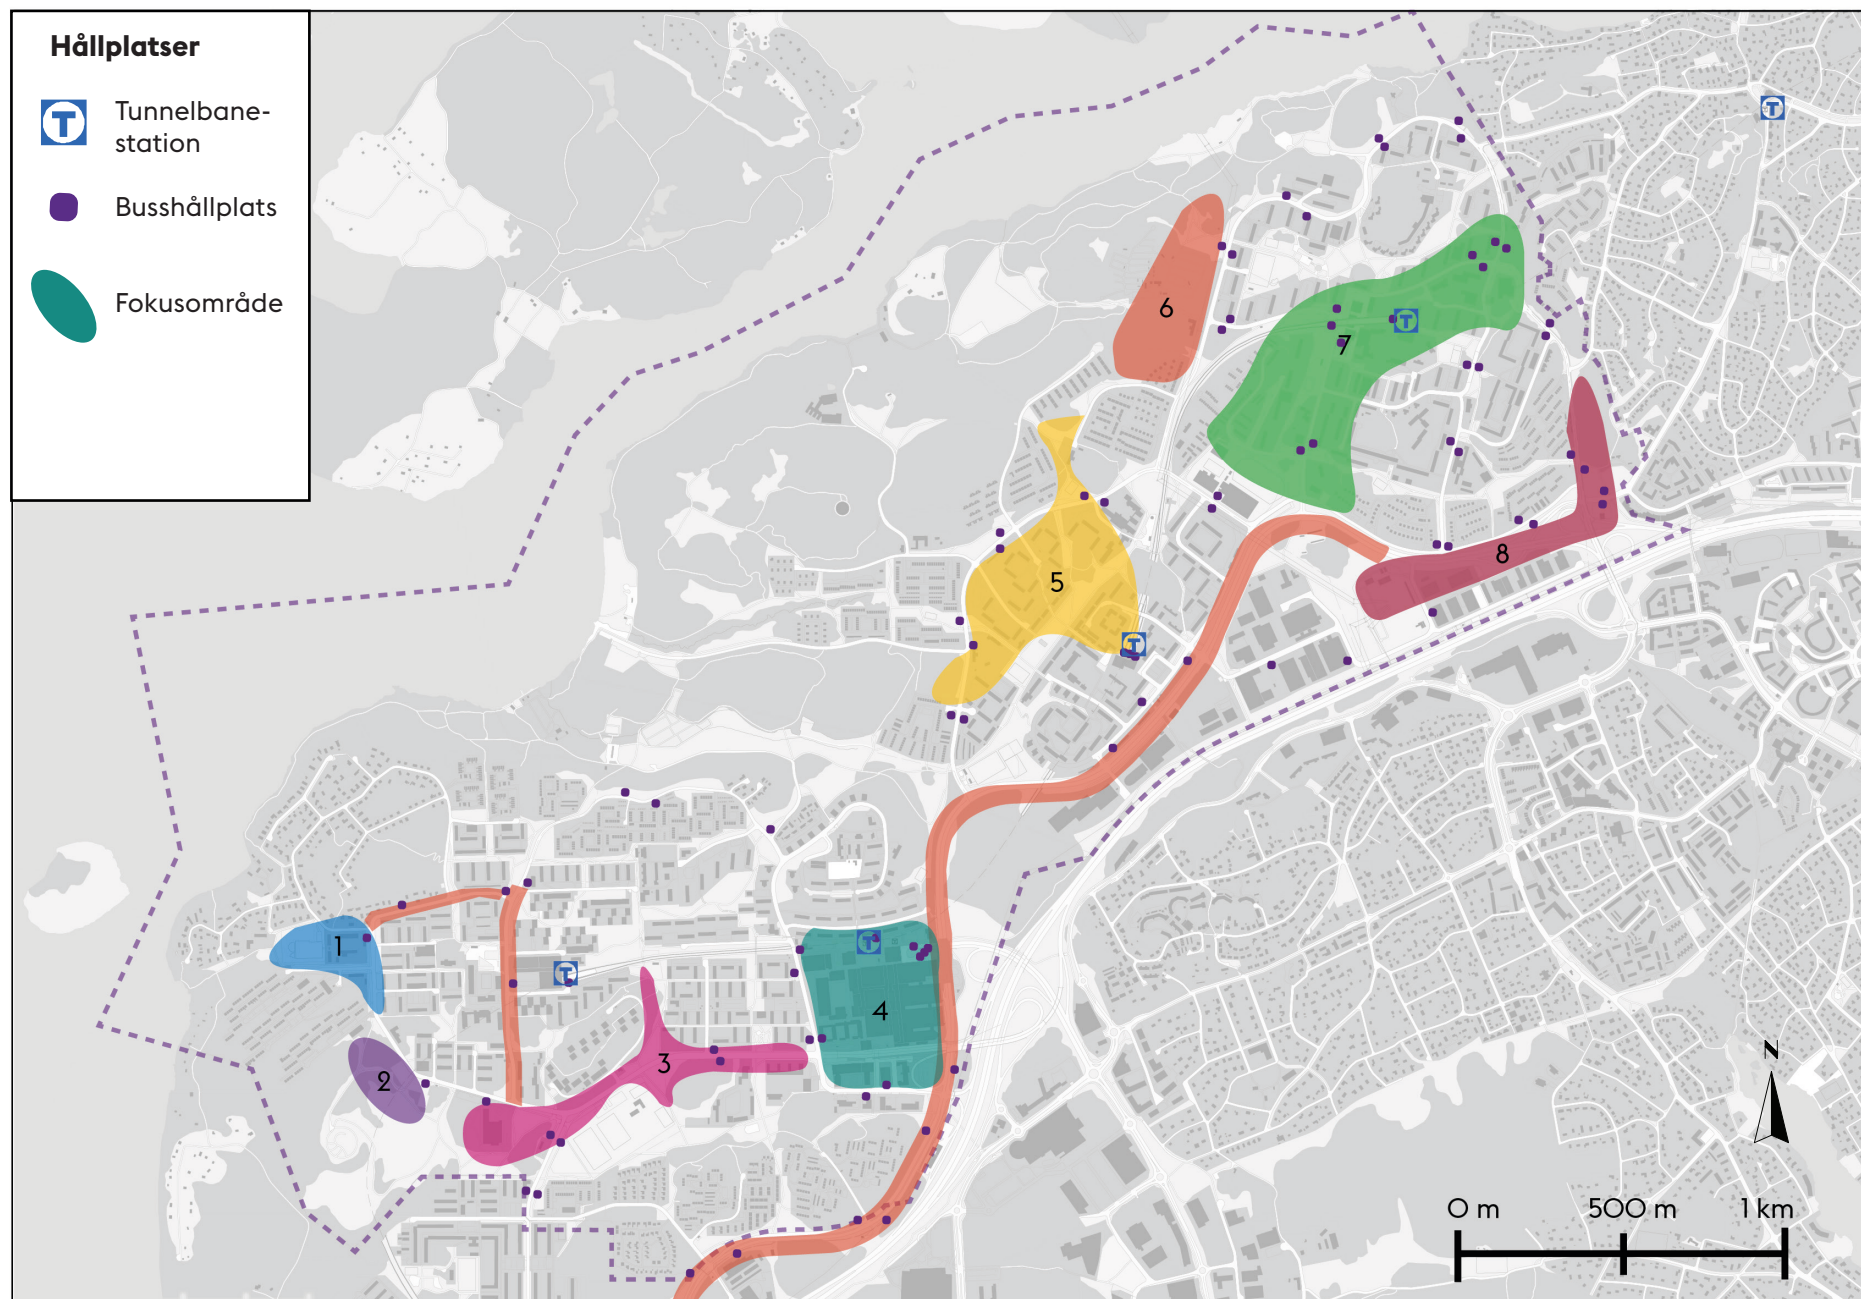 Hållplatser
Tunnelbane-
station
Busshållplats
Fokusområde
T
T
T
T
T
T
6
7
5
8
1
4
3
2
N
0 m 500 m 1 km